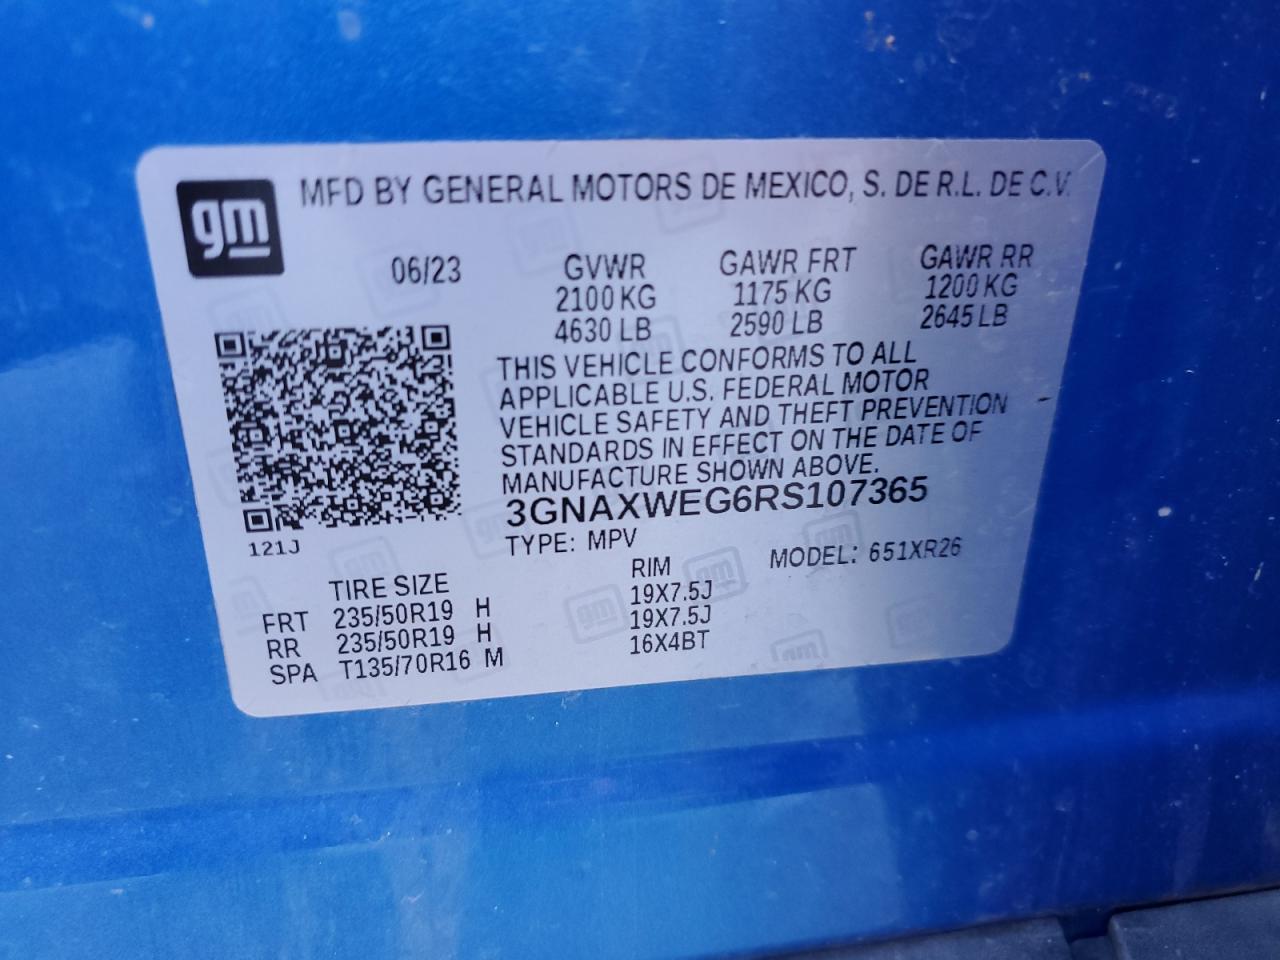 gm
MFD BY GENERAL MOTORS DE MEXICO, S. DE R.L. DE C.V.
06/23 GVWR GAWR FRT GAWR RR
2100 KG 1175 KG 1200 KG
4630 LB 2590 LB 2645 LB
THIS VEHICLE CONFORMS TO ALL
APPLICABLE U.S. FEDERAL MOTOR
VEHICLE SAFETY AND THEFT PREVENTION
STANDARDS IN EFFECT ON THE DATE OF
MANUFACTURE SHOWN ABOVE.
3GNAXWEG6RS107365
121J
TYPE: MPV MODEL: 651XR26
TIRE SIZE RIM
FRT 235/50R19 H 19X7.5J
RR 235/50R19 H 19X7.5J
SPA T135/70R16 M 16X4BT